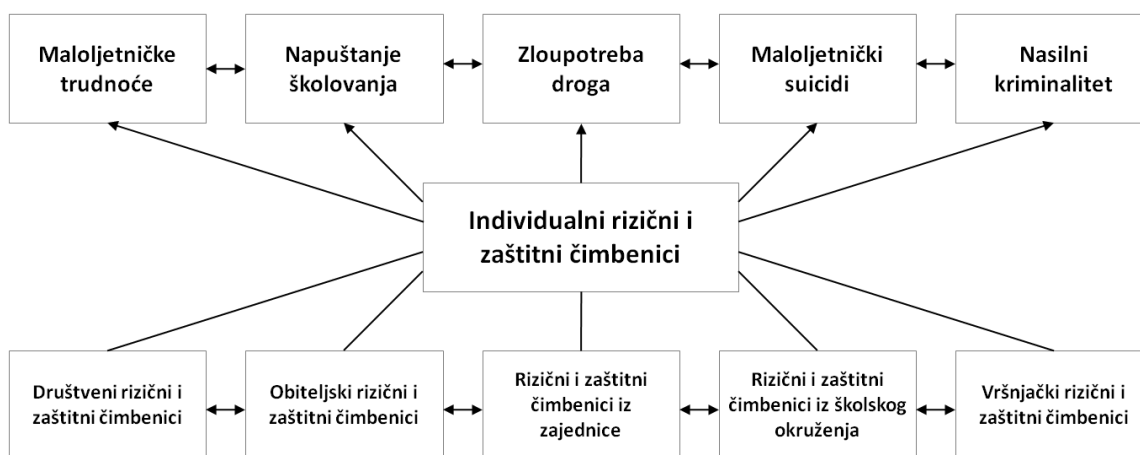 Maloljetničke
trudnoće
Napuštanje
školovanja
Zloupotreba
droga
Maloljetnički
suicidi
Nasilni
kriminalitet
Individualni rizični i
zaštitni čimbenici
Društveni rizični i
zaštitni čimbenici
Obiteljski rizični i
zaštitni čimbenici
Rizični i zaštitni
čimbenici iz
zajednice
Rizični i zaštitni
čimbenici iz školskog
okruženja
Vršnjački rizični i
zaštitni čimbenici